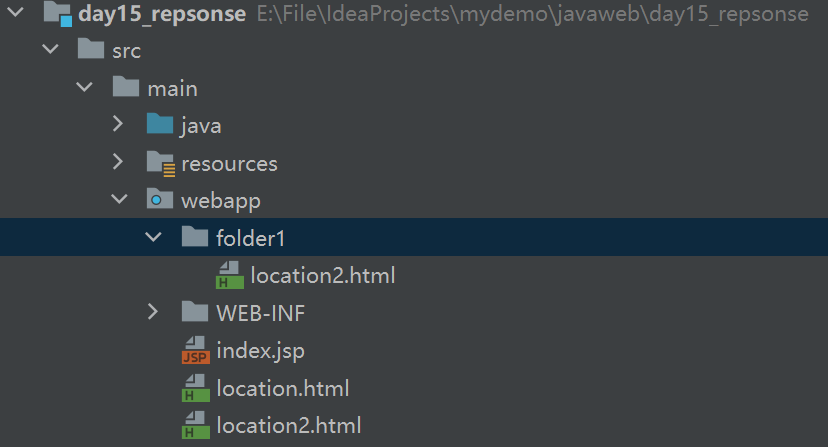 day15_repsonse E:\File\IdeaProjects\mydemo\javaweb\day15_repsonse
src
main
java
resources
webapp
folder1
H location2.html
WEB-INF
JSP index.jsp
H location.html
H location2.html